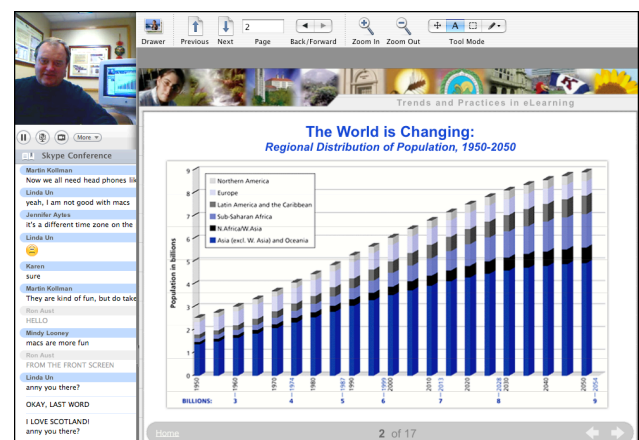 Drawer
Previous
Next
2
Page
Back/Forward
Zoom In
Zoom Out
A
Tool Mode
Trends and Practices in eLearning
More
Skype Conference
Martin Kollman
Now we all need head phones lik
Linda Un
yeah, I am not good with macs
Jennifer Aytes
it's a different time zone on the
Linda Un
Karen
sure
Martin Kollman
They are kind of fun, but do take
Ron Aust
HELLO
Mindy Looney
macs are more fun
Ron Aust
FROM THE FRONT SCREEN
Linda Un
anny you there?
OKAY, LAST WORD
I LOVE SCOTLAND!
anny you there?
The World is Changing:
Regional Distribution of Population, 1950-2050
Population in billions
9
8
7
6
5
4
3
2
1
0
Northern America
Europe
Latin America and the Caribbean
Sub-Saharan Africa
N.Africa/W.Asia
Asia (excl. W. Asia) and Oceania
1950
1960
1970
1974
1980
1987
1990
1999
2000
2010
2013
2020
2028
2030
2040
2050
2054
BILLIONS: 3 4 5 6 7 8 9
Home
2 of 17